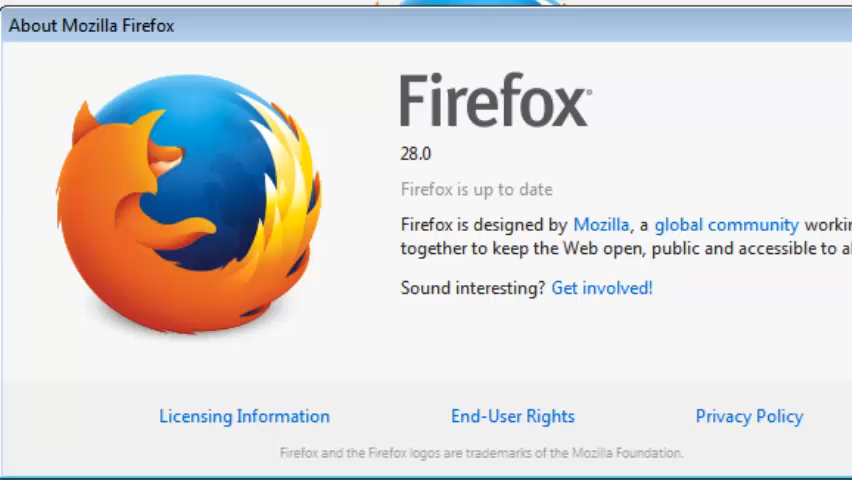 About Mozilla Firefox
Firefox®
28.0
Firefox is up to date
Firefox is designed by Mozilla, a global community
together to keep the Web open, public and accessible to
Sound interesting? Get involved!
Licensing Information End-User Rights Privacy Policy
Firefox and the Firefox logos are trademarks of the Mozilla Foundation.